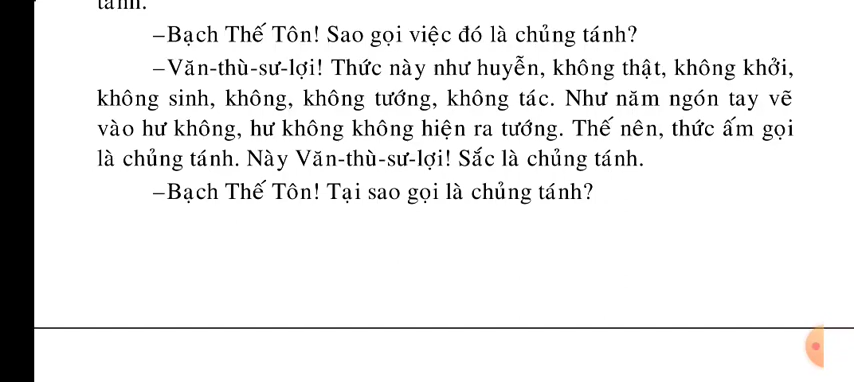 –Bạch Thế Tôn! Sao gọi việc đó là chủng tánh?
–Văn-thù-sư-lợi! Thức này như huyễn, không thật, không khởi,
không sinh, không, không tướng, không tác. Như năm ngón tay vẽ
vào hư không, hư không không hiện ra tướng. Thế nên, thức ấm gọi
là chủng tánh. Này Văn-thù-sư-lợi! Sắc là chủng tánh.
–Bạch Thế Tôn! Tại sao gọi là chủng tánh?